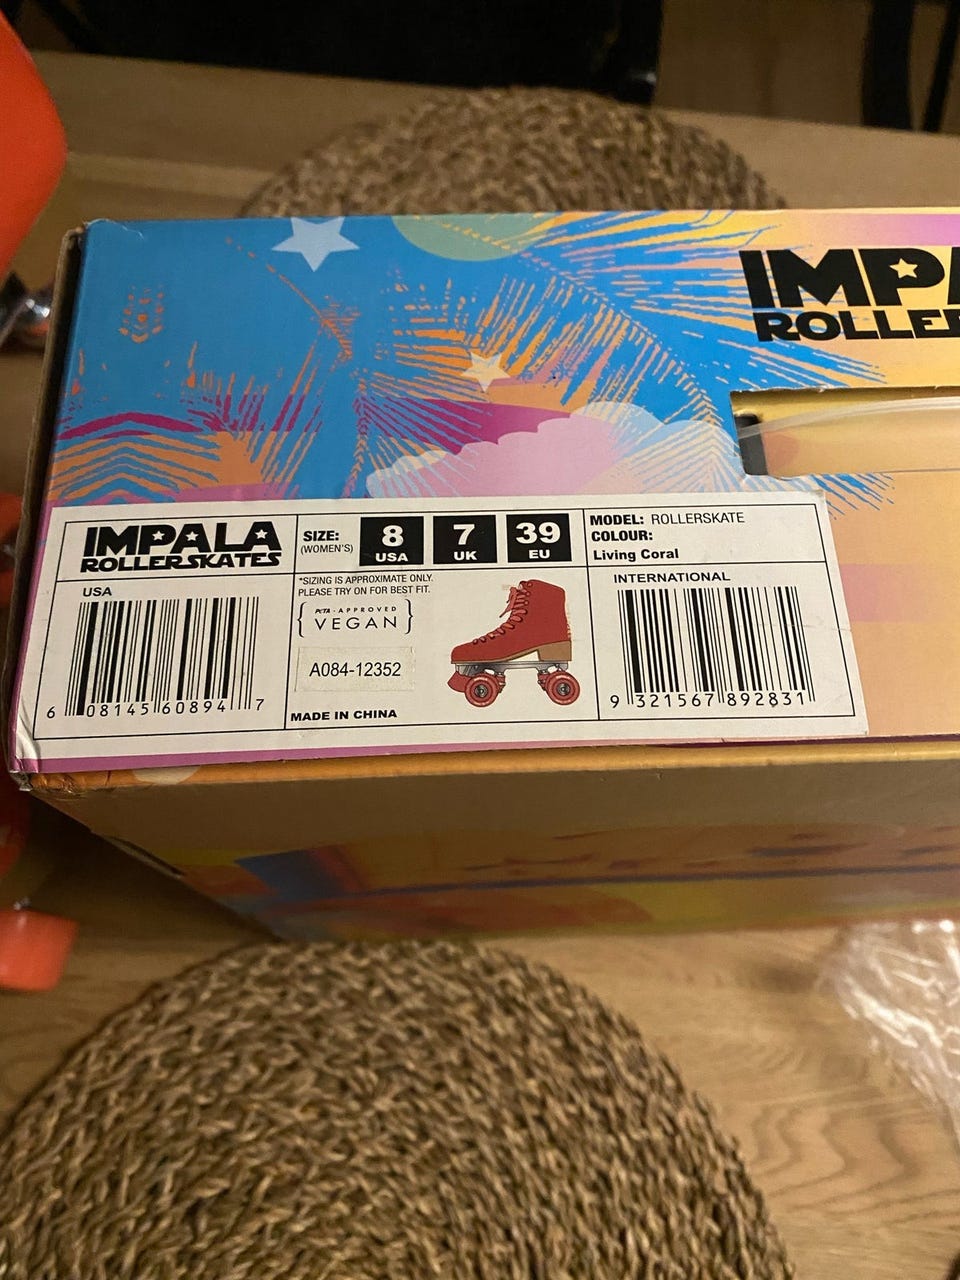 IMPALA
ROLLERSKATES
SIZE:
(WOMEN'S)
8
USA
7
UK
39
EU
MODEL: ROLLERSKATE
COLOUR:
Living Coral
USA
6 08145 60894 7
*SIZING IS APPROXIMATE ONLY.
PLEASE TRY ON FOR BEST FIT.
PETA - APPROVED
VEGAN
A084-12352
MADE IN CHINA
INTERNATIONAL
9 321567 892831